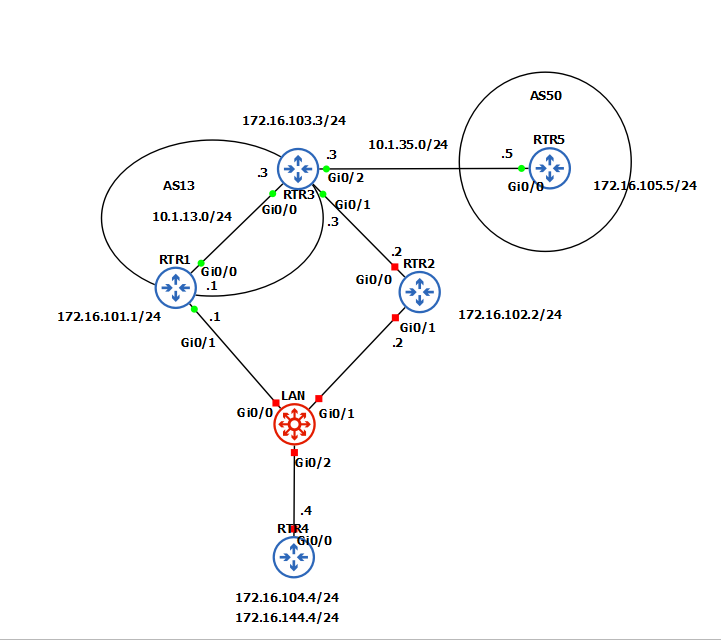 AS50
172.16.103.3/24
RTR5
10.1.35.0/24
.3
.5
.3
Gi0/2
AS13
RTR3
Gi0/0
172.16.105.5/24
Gi0/0
Gi0/1
10.1.13.0/24
.3
.2
RTR1
RTR2
Gi0/0
Gi0/0
.1
172.16.101.1/24
.1
172.16.102.2/24
Gi0/1
Gi0/1
.2
LAN
Gi0/0
Gi0/1
Gi0/2
.4
RTR4
Gi0/0
172.16.104.4/24
172.16.144.4/24